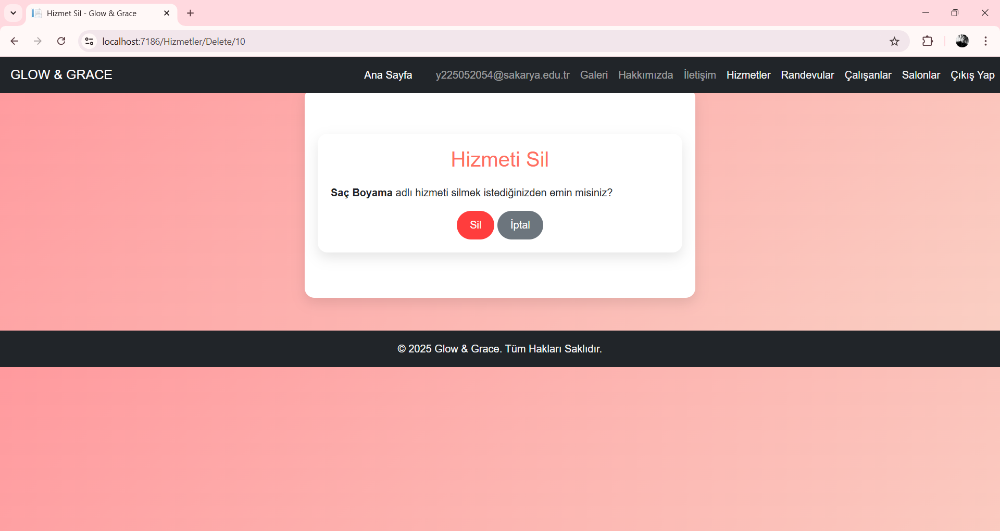 Hizmet Sil - Glow & Grace
localhost:7186/Hizmetler/Delete/10
GLOW & GRACE
Ana Sayfa y225052054@sakarya.edu.tr Galeri Hakkımızda İletişim Hizmetler Randevular Çalışanlar Salonlar Çıkış Yap
Hizmeti Sil
Saç Boyama adlı hizmeti silmek istediğinizden emin misiniz?
Sil İptal
© 2025 Glow & Grace. Tüm Hakları Saklıdır.